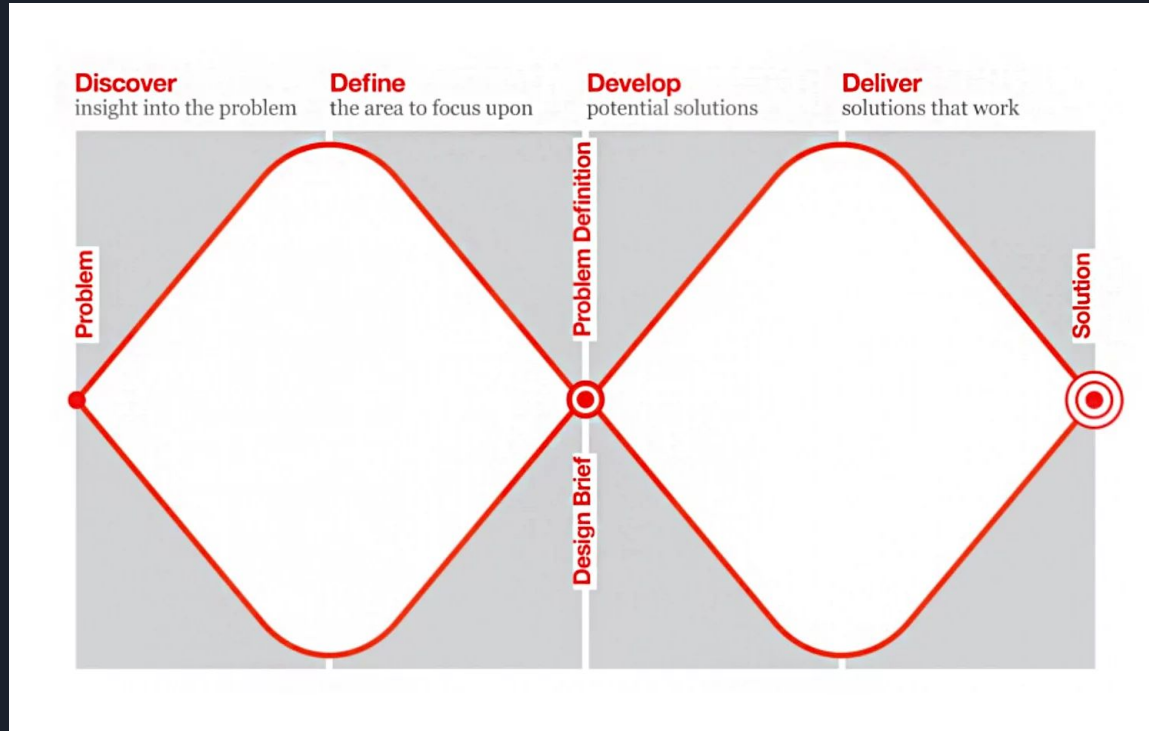 Discover
insight into the problem
Define
the area to focus upon
Develop
potential solutions
Deliver
solutions that work
Problem
Problem Definition
Design Brief
Solution